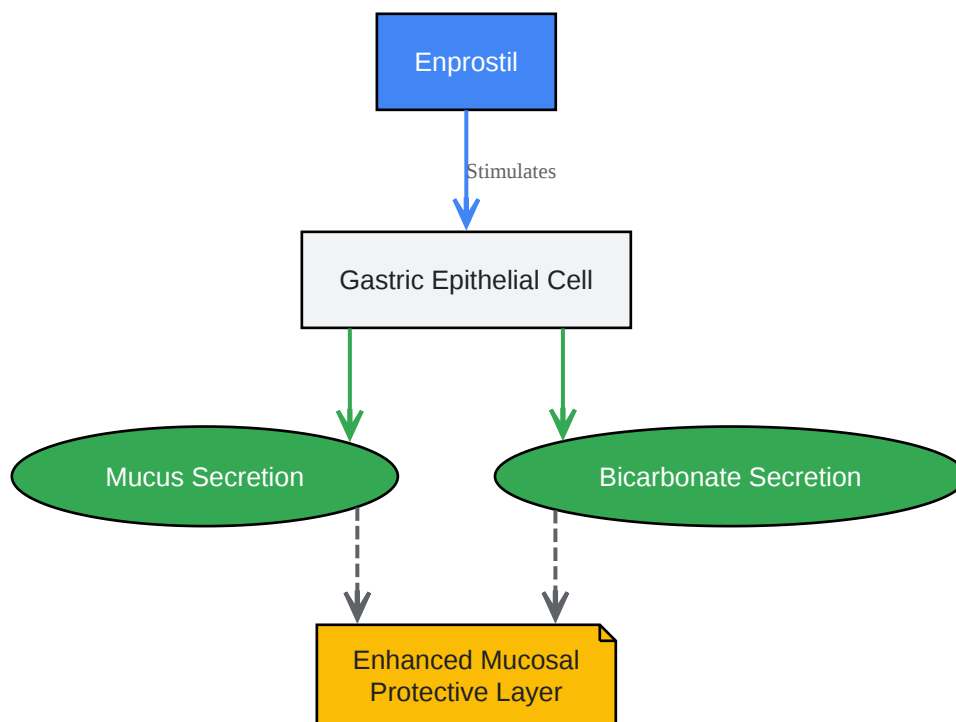 Enprostil
Stimulates
Gastric Epithelial Cell
Mucus Secretion
Bicarbonate Secretion
Enhanced Mucosal
Protective Layer